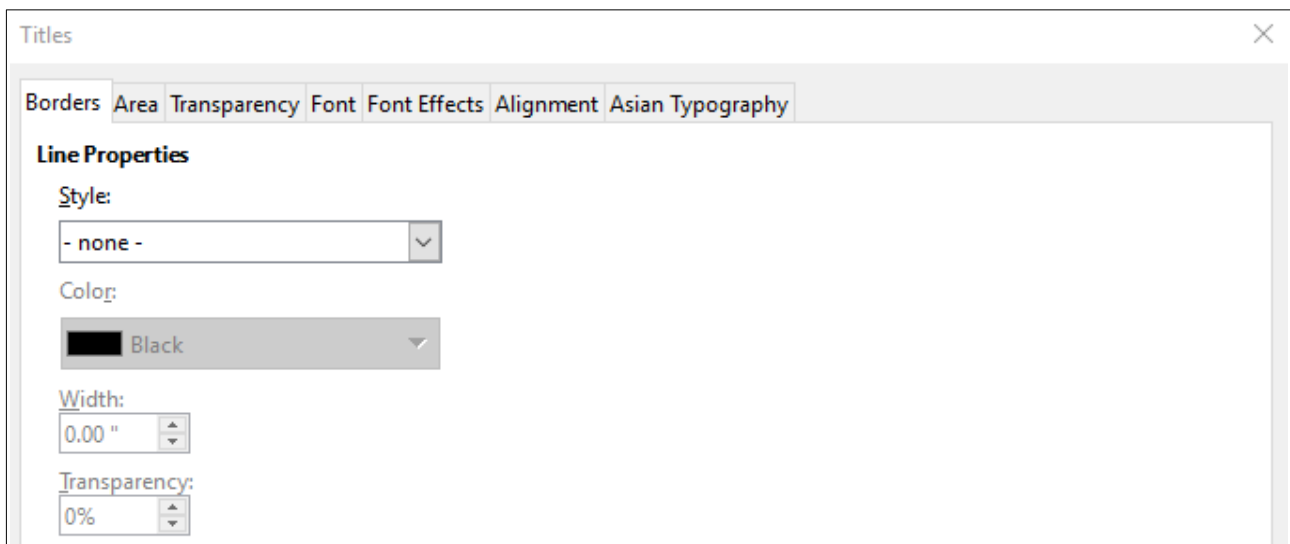 Titles
Borders Area Transparency Font Font Effects Alignment Asian Typography
Line Properties
Style:
- none -
Color:
Black
Width:
0.00 "
Transparency:
0%